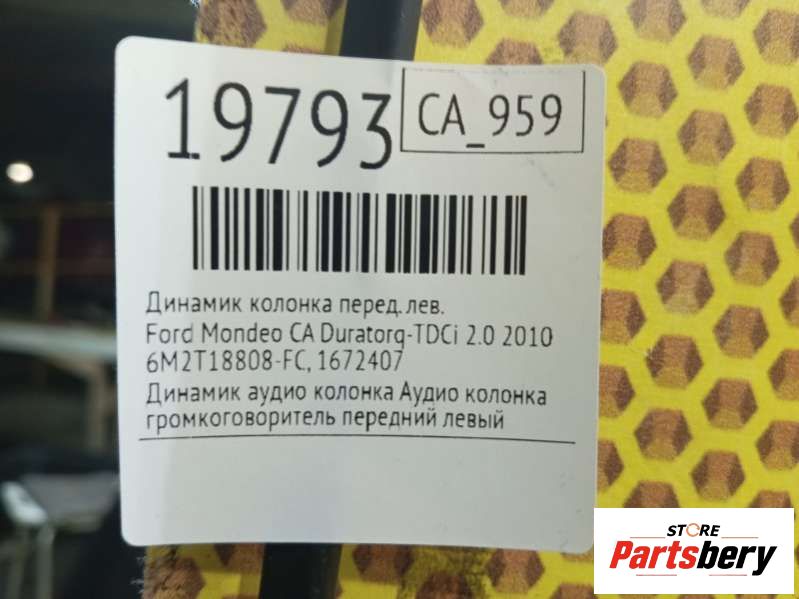 19793
CA_959
Динамик колонка перед. лев.
Ford Mondeo CA Duratorq-TDCi 2.0 2010
6M2T18808-FC, 1672407
Динамик аудио колонка Аудио колонка
громкоговоритель передний левый
STORE
Partsbery